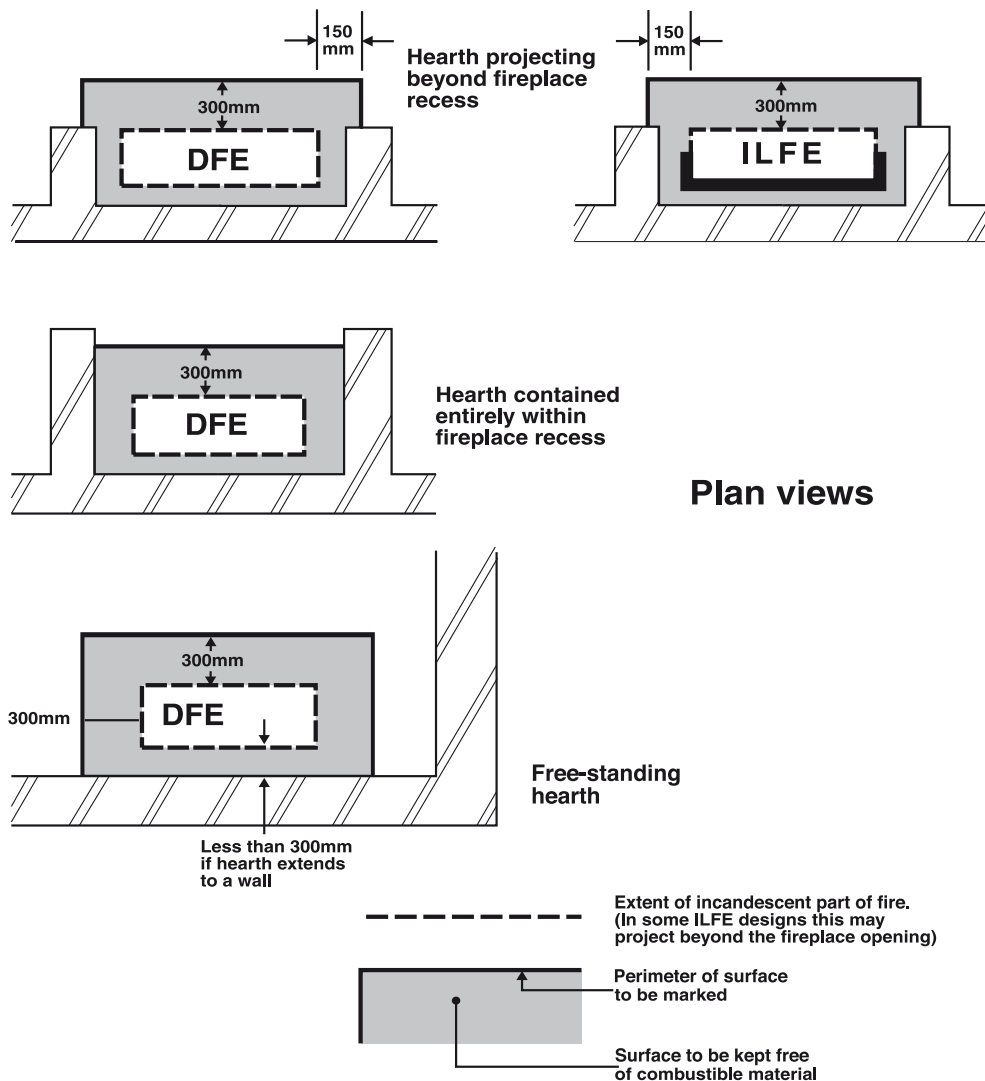 150
mm
Hearth projecting
beyond fireplace
recess
300mm
DFE
150
mm
300mm
ILFE
300mm
DFE
Hearth contained
entirely within
fireplace recess
Plan views
300mm
300mm
DFE
Free-standing
hearth
Less than 300mm
if hearth extends
to a wall
Extent of incandescent part of fire.
(In some ILFE designs this may
project beyond the fireplace opening)
Perimeter of surface
to be marked
Surface to be kept free
of combustible material